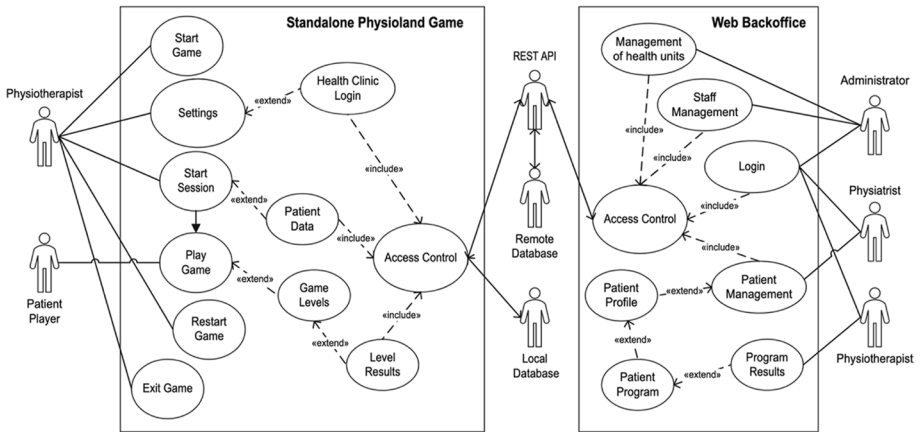 Standalone Physioland Game
Web Backoffice
Start
Game
Physiotherapist
Settings
«extend»
Health Clinic
Login
Start
Session
«include»
«extend»
Patient
Data
«include»
Access Control
Play
Game
Patient
Player
«extend»
Game
Levels
«include»
Restart
Game
«extend»
Level
Results
Exit Game
REST API
Remote
Database
Local
Database
Management
of health units
Administrator
Staff
Management
«include»
«include»
Login
Physiatrist
Access Control
«include»
«include»
Patient
Profile
«extend»
Patient
Management
«extend»
Physiotherapist
Program
Results
«extend»
Patient
Program